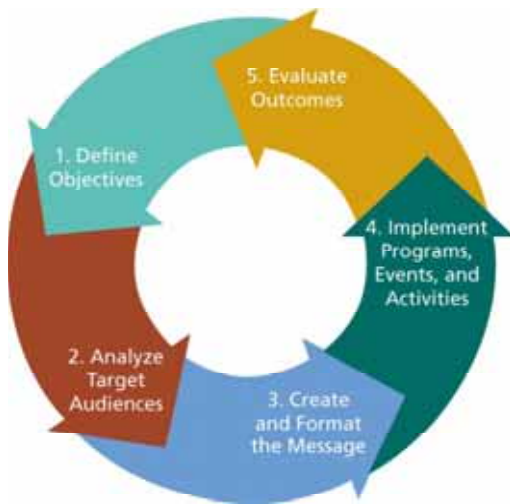 1. Define
Objectives
2. Analyze
Target
Audiences
3. Create
and Format
the Message
4. Implement
Programs,
Events, and
Activities
5. Evaluate
Outcomes